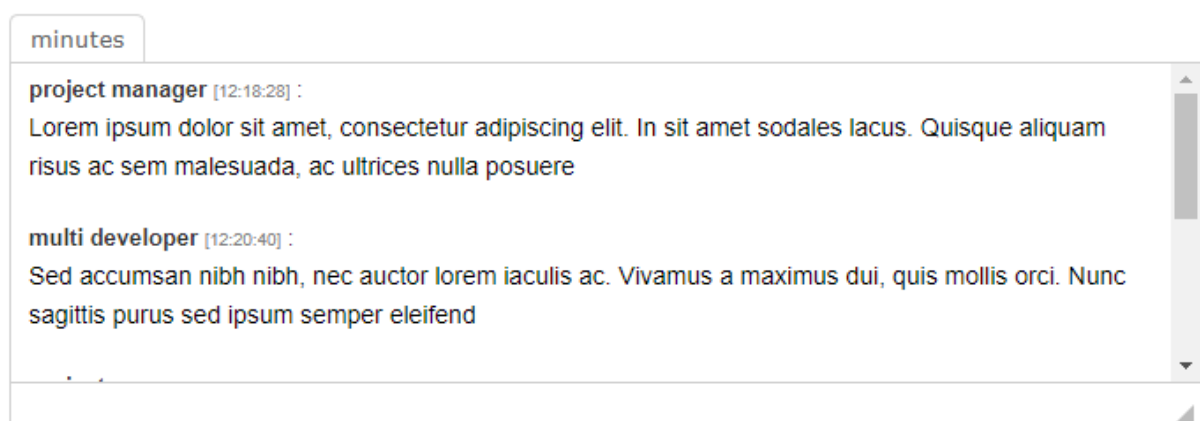 minutes
project manager [12:18:28] :
Lorem ipsum dolor sit amet, consectetur adipiscing elit. In sit amet sodales lacus. Quisque aliquam
risus ac sem malesuada, ac ultrices nulla posuere
multi developer [12:20:40] :
Sed accumsan nibh nibh, nec auctor lorem iaculis ac. Vivamus a maximus dui, quis mollis orci. Nunc
sagittis purus sed ipsum semper eleifend